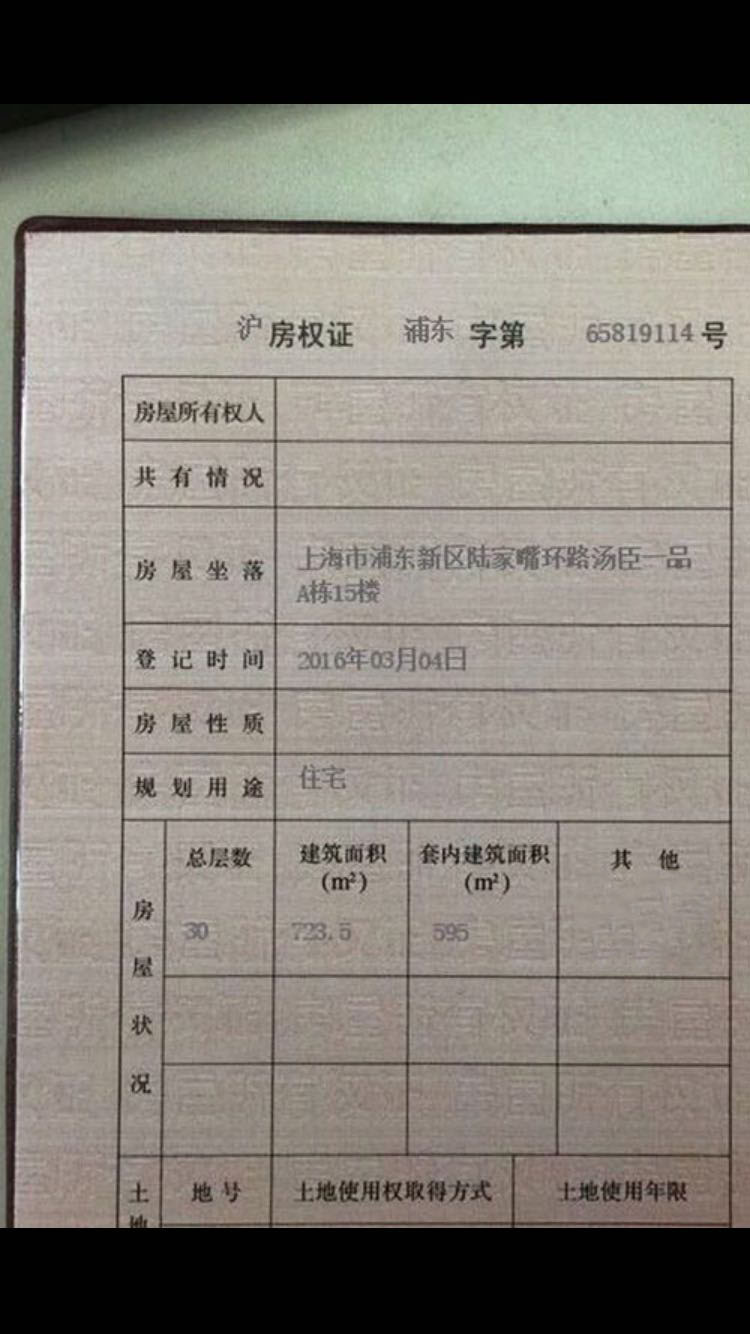 沪 房权证 浦东 字第 65819114 号
房屋所有权人
共有情况
房屋坐落 上海市浦东新区陆家嘴环路汤臣一品
A栋15楼
登记时间 2016年03月04日
房屋性质
规划用途 住宅
房屋状况
总层数 建筑面积 套内建筑面积 其他
(m²) (m²)
30 723.5 595
土地
地号 土地使用权取得方式 土地使用年限